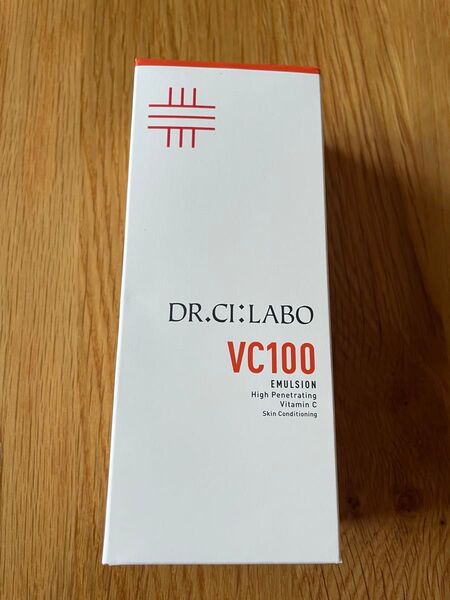 DR.CI:LABO
VC100
EMULSION
High Penetrating
Vitamin C
Skin Conditioning